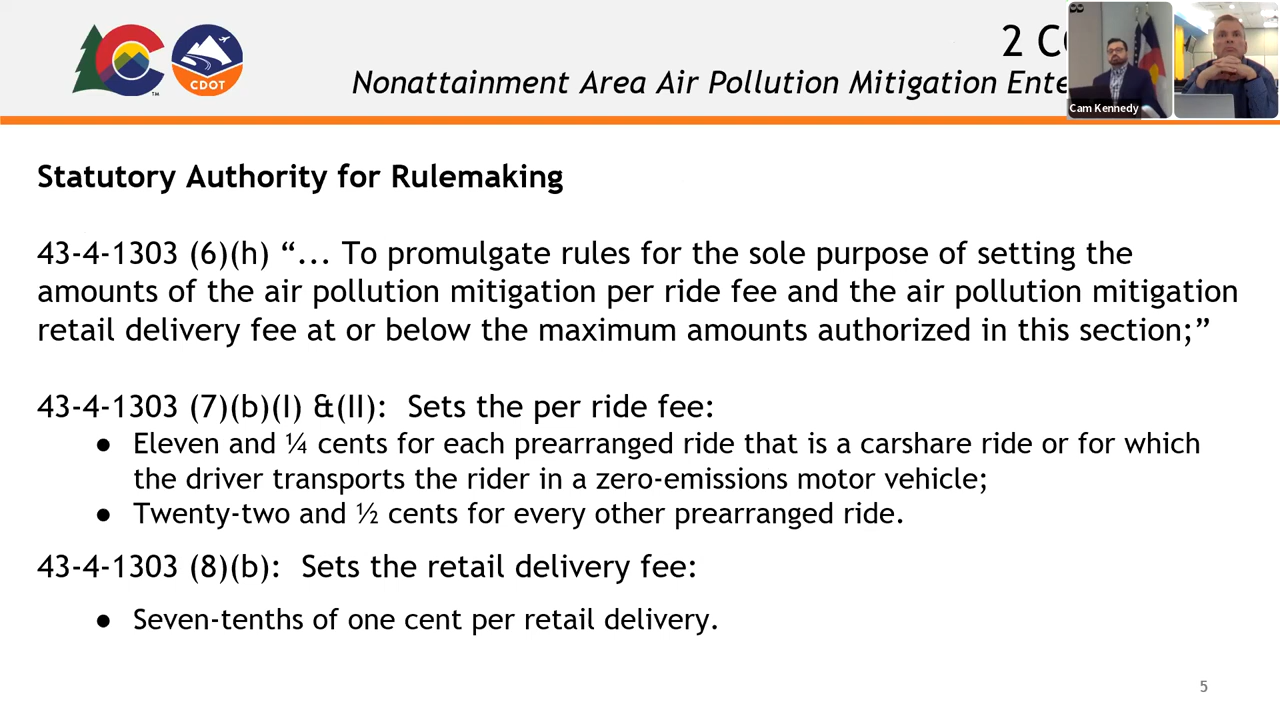 2 C
Nonattainment Area Air Pollution Mitigation
Cam Kennedy
CDOT
TM
Statutory Authority for Rulemaking
43-4-1303 (6)(h) “... To promulgate rules for the sole purpose of setting the
amounts of the air pollution mitigation per ride fee and the air pollution mitigation
retail delivery fee at or below the maximum amounts authorized in this section;”
43-4-1303 (7)(b)(I) &(II): Sets the per ride fee:
● Eleven and ¼ cents for each prearranged ride that is a carshare ride or for which
the driver transports the rider in a zero-emissions motor vehicle;
● Twenty-two and ½ cents for every other prearranged ride.
43-4-1303 (8)(b): Sets the retail delivery fee:
● Seven-tenths of one cent per retail delivery.
5